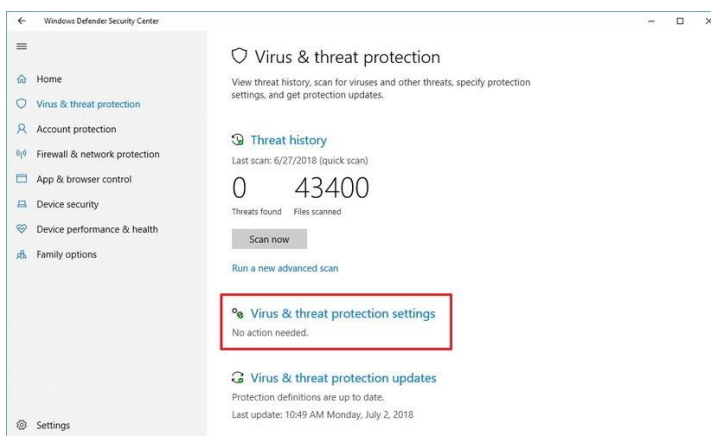 Windows Defender Security Center
Home
Virus & threat protection
Account protection
Firewall & network protection
App & browser control
Device security
Device performance & health
Family options
Settings
Virus & threat protection
View threat history, scan for viruses and other threats, specify protection
settings, and get protection updates.
Threat history
Last scan: 6/27/2018 (quick scan)
0 43400
Threats found Files scanned
Scan now
Run a new advanced scan
Virus & threat protection settings
No action needed.
Virus & threat protection updates
Protection definitions are up to date.
Last update: 10:49 AM Monday, July 2, 2018